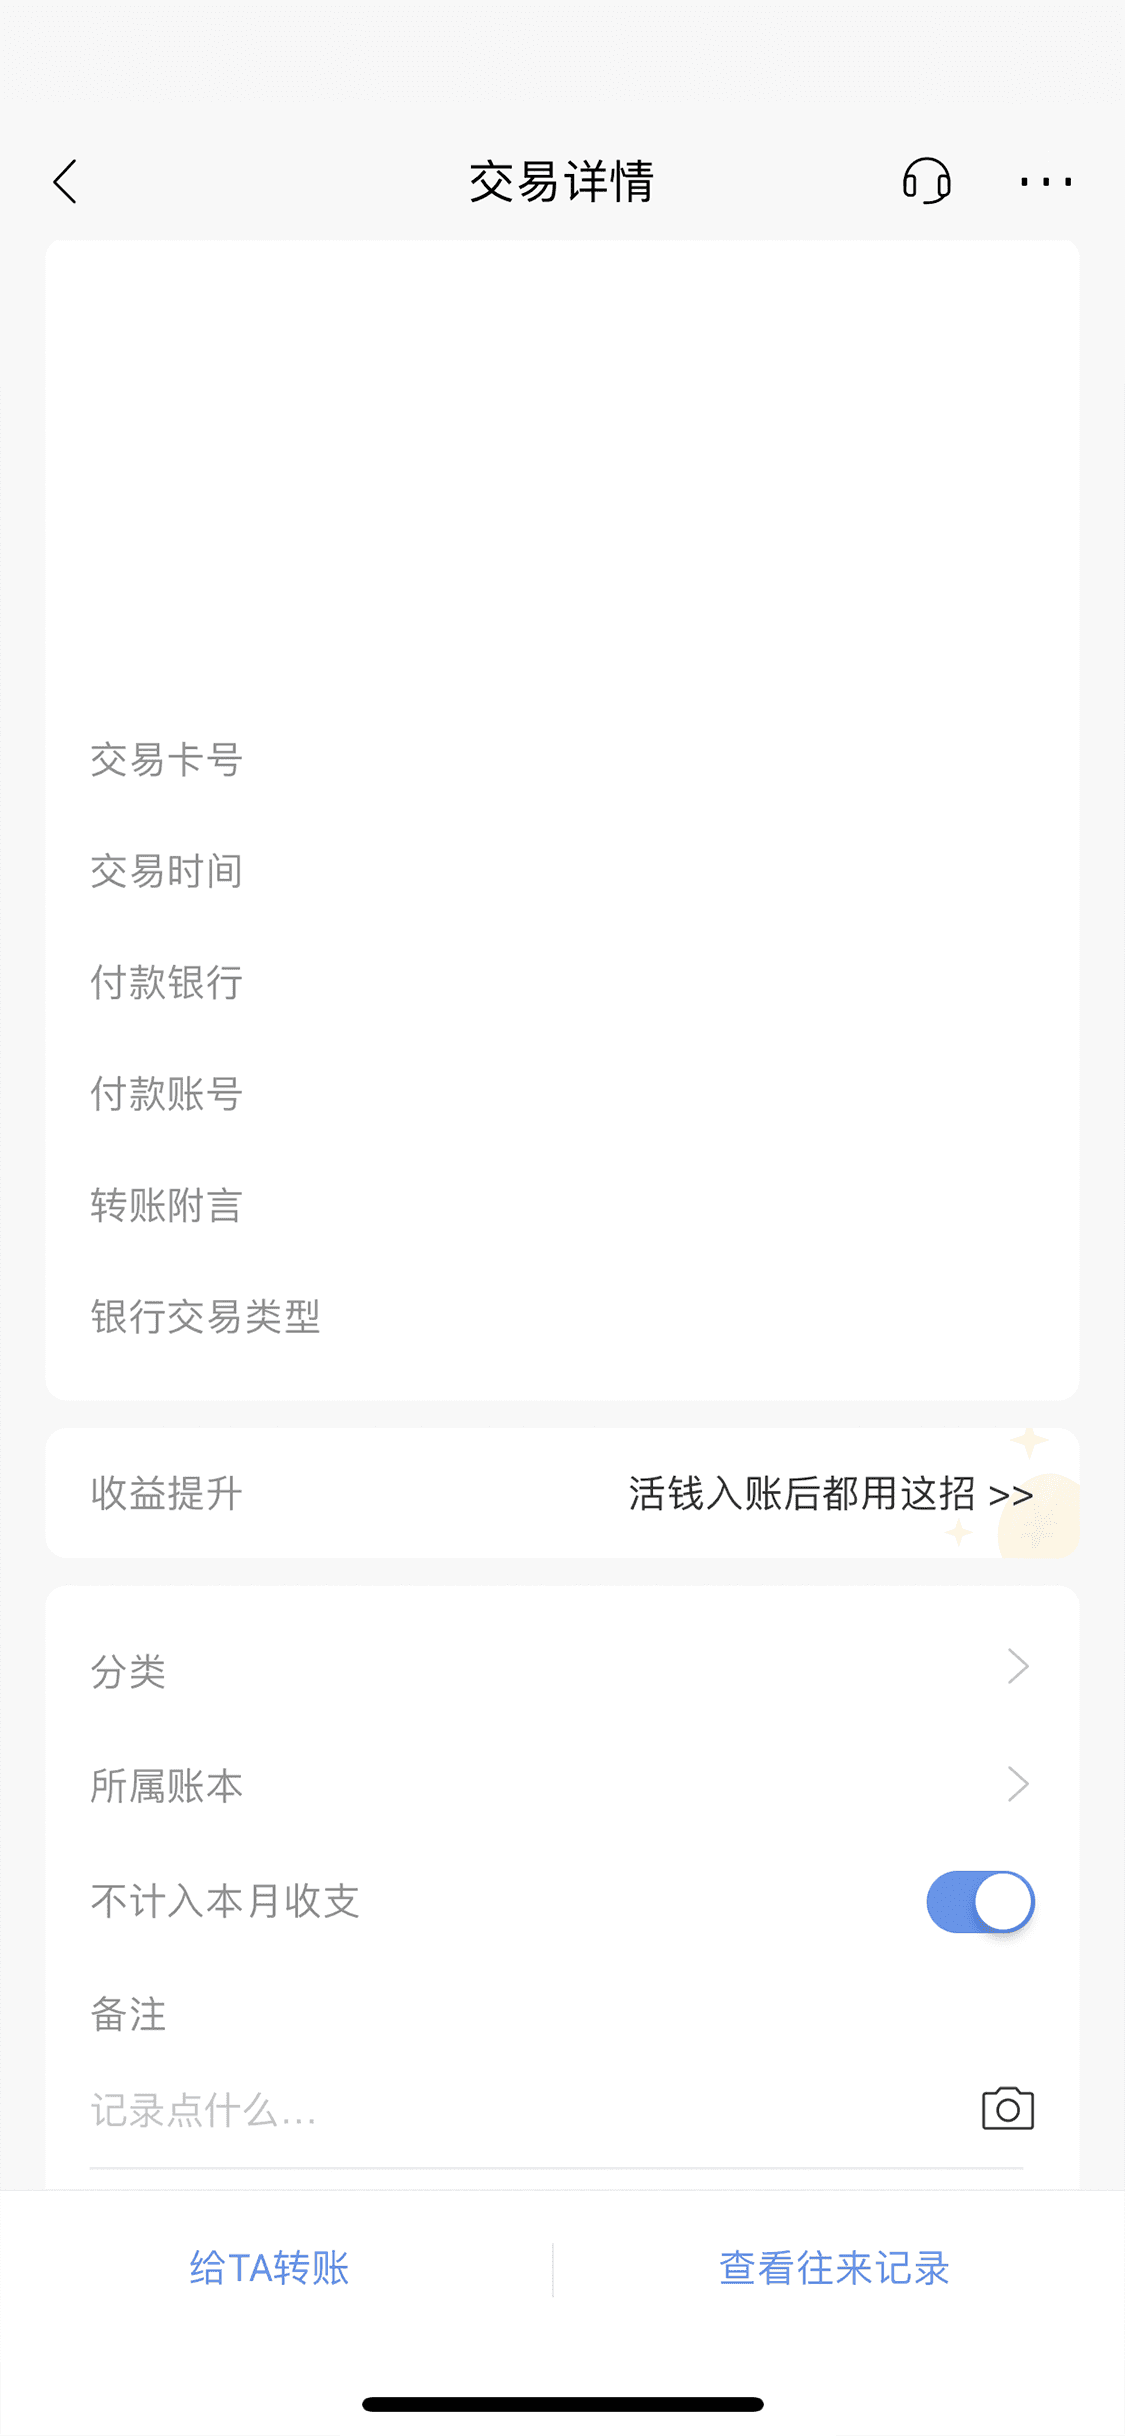 交易详情
交易卡号
交易时间
付款银行
付款账号
转账附言
银行交易类型
收益提升 活钱入账后都用这招 >>
分类
所属账本
不计入本月收支
备注
记录点什么...
给TA转账 查看往来记录